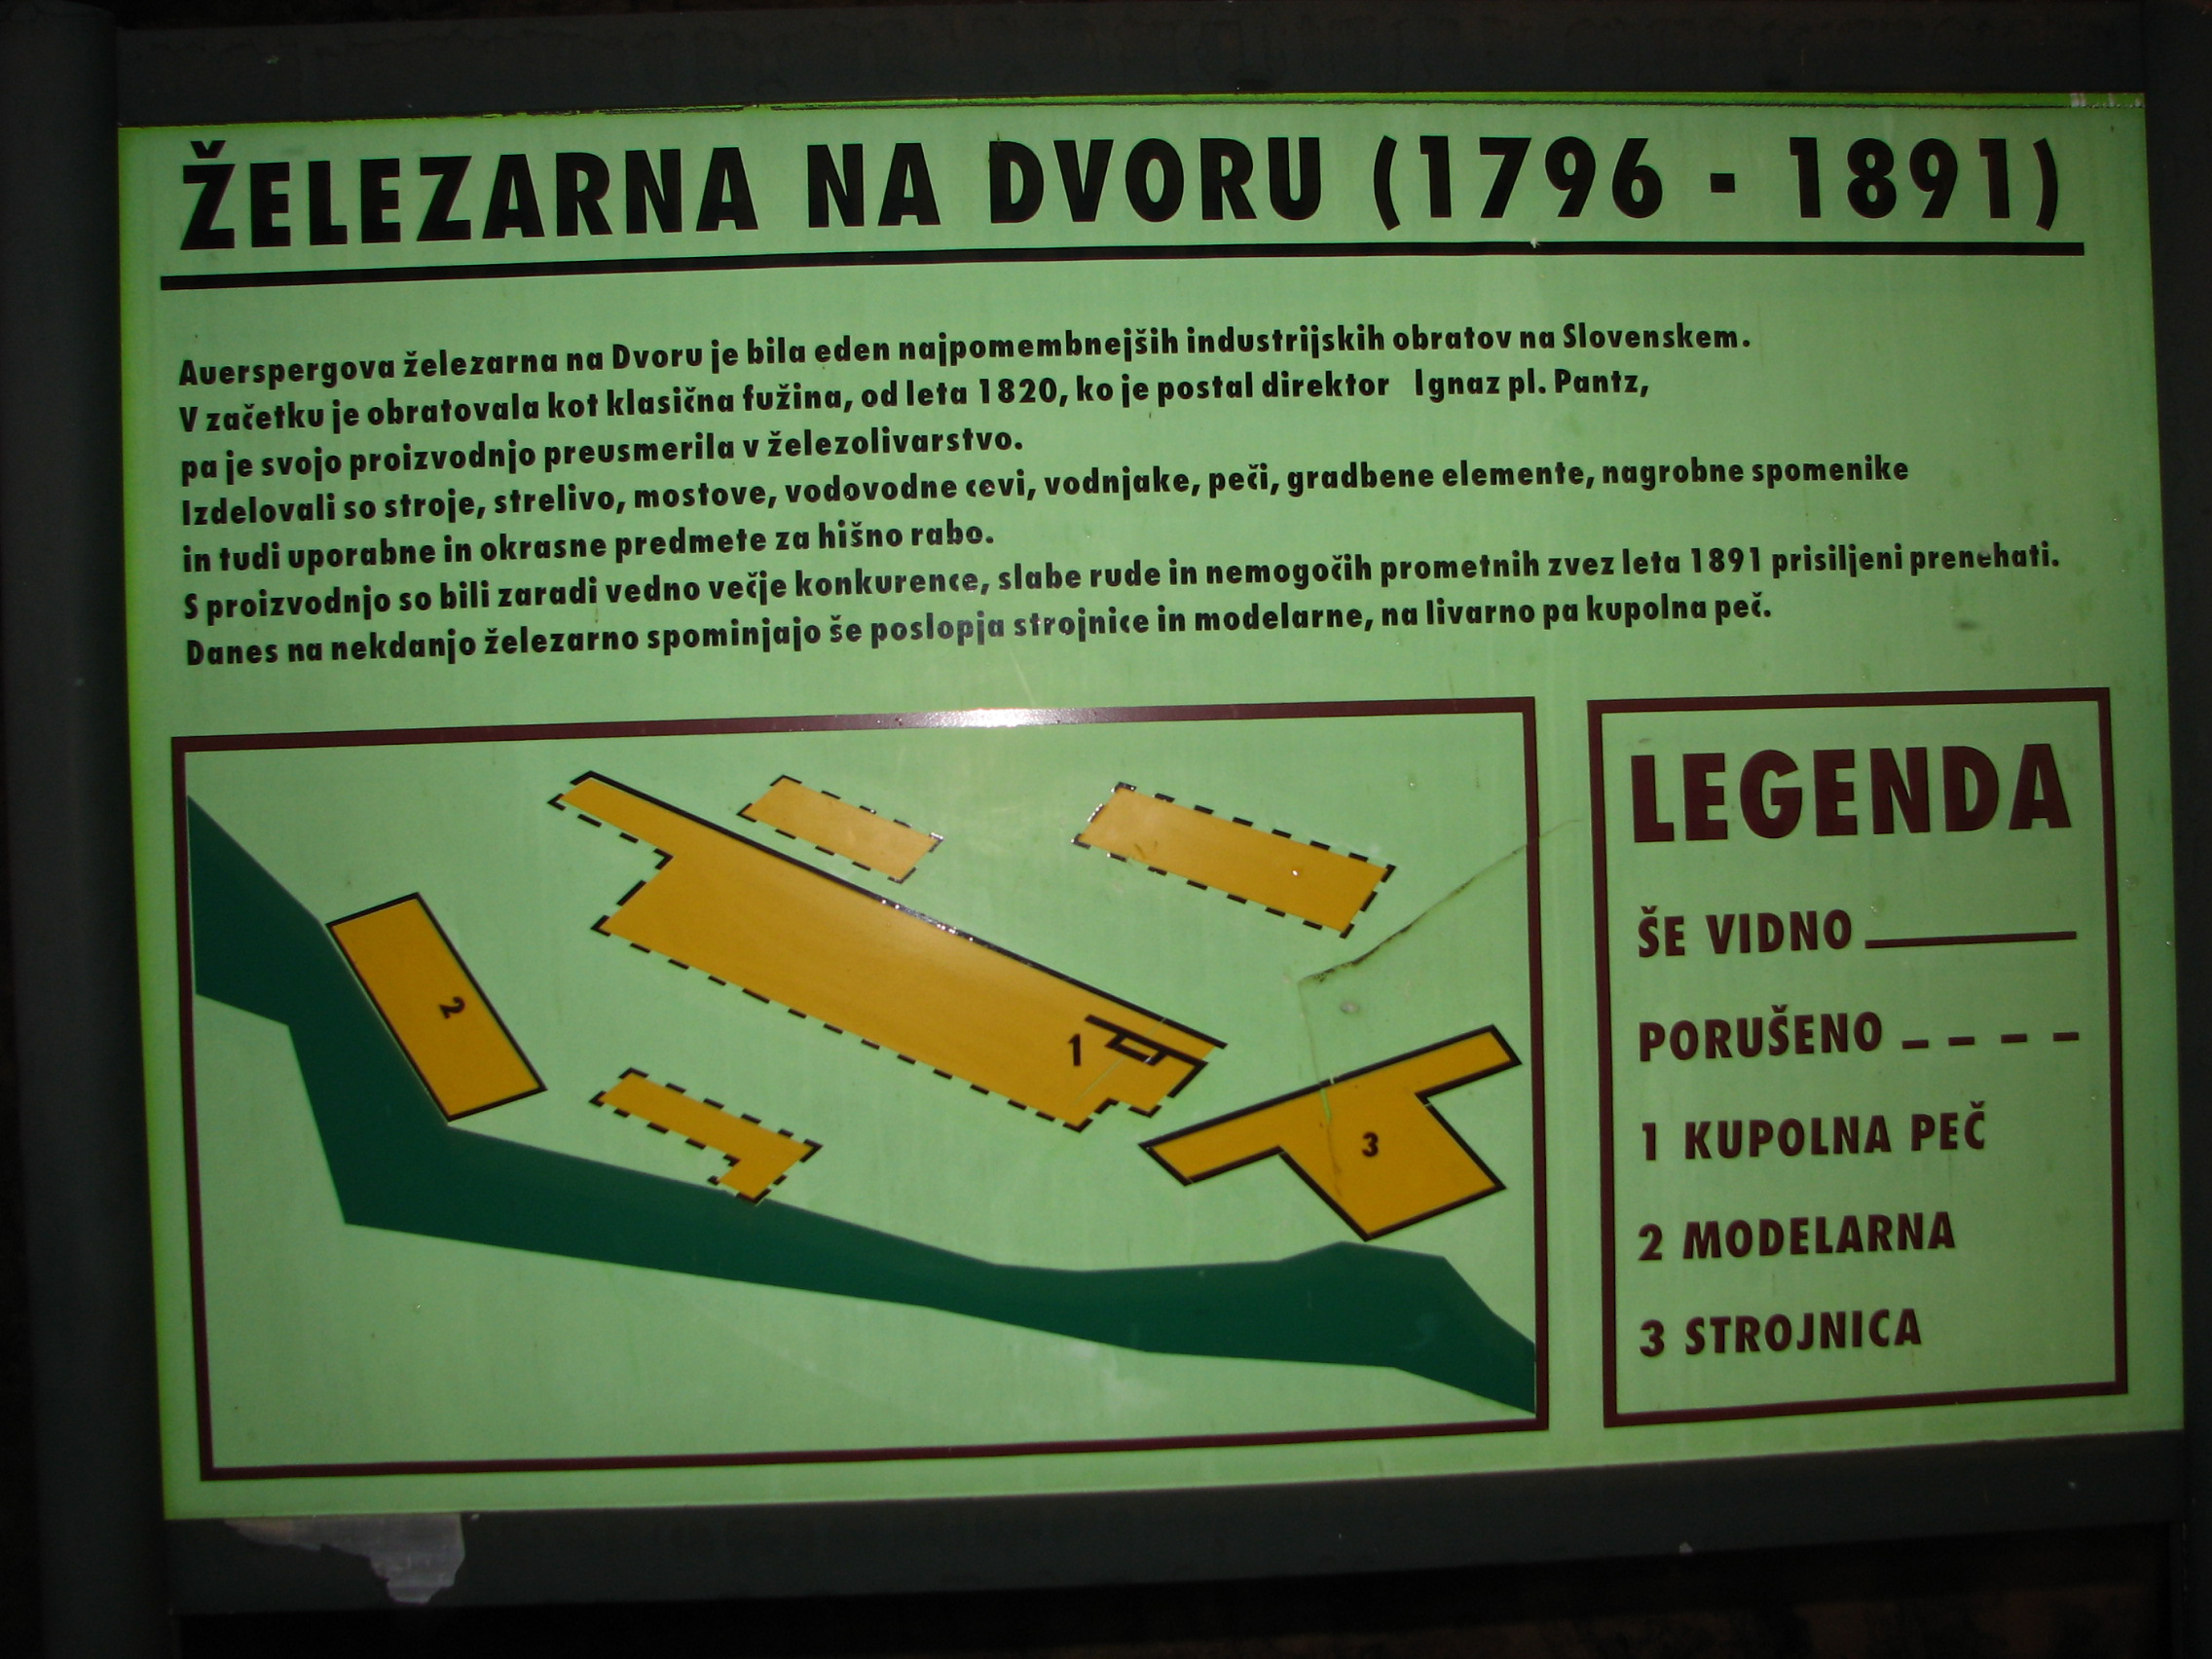 ŽELEZARNA NA DVORU (1796 - 1891)
Auerspergova železarna na Dvoru je bila eden najpomembnejših industrijskih obratov na Slovenskem.
V začetku je obratovala kot klasična fužina, od leta 1820, ko je postal direktor Ignaz pl. Pantz,
pa je svojo proizvodnjo preusmerila v železolivarstvo.
Izdelovali so stroje, strelivo, mostove, vodovodne cevi, vodnjake, peči, gradbene elemente, nagrobne spomenike
in tudi uporabne in okrasne predmete za hišno rabo.
S proizvodnjo so bili zaradi vedno večje konkurence, slabe rude in nemogočih prometnih zvez leta 1891 prisiljeni prenehati.
Danes na nekdanjo železarno spominjajo še poslopja strojnice in modelarne, na livarno pa kupolna peč.
2
1
3
LEGENDA
ŠE VIDNO
PORUŠENO
1 KUPOLNA PEČ
2 MODELARNA
3 STROJNICA